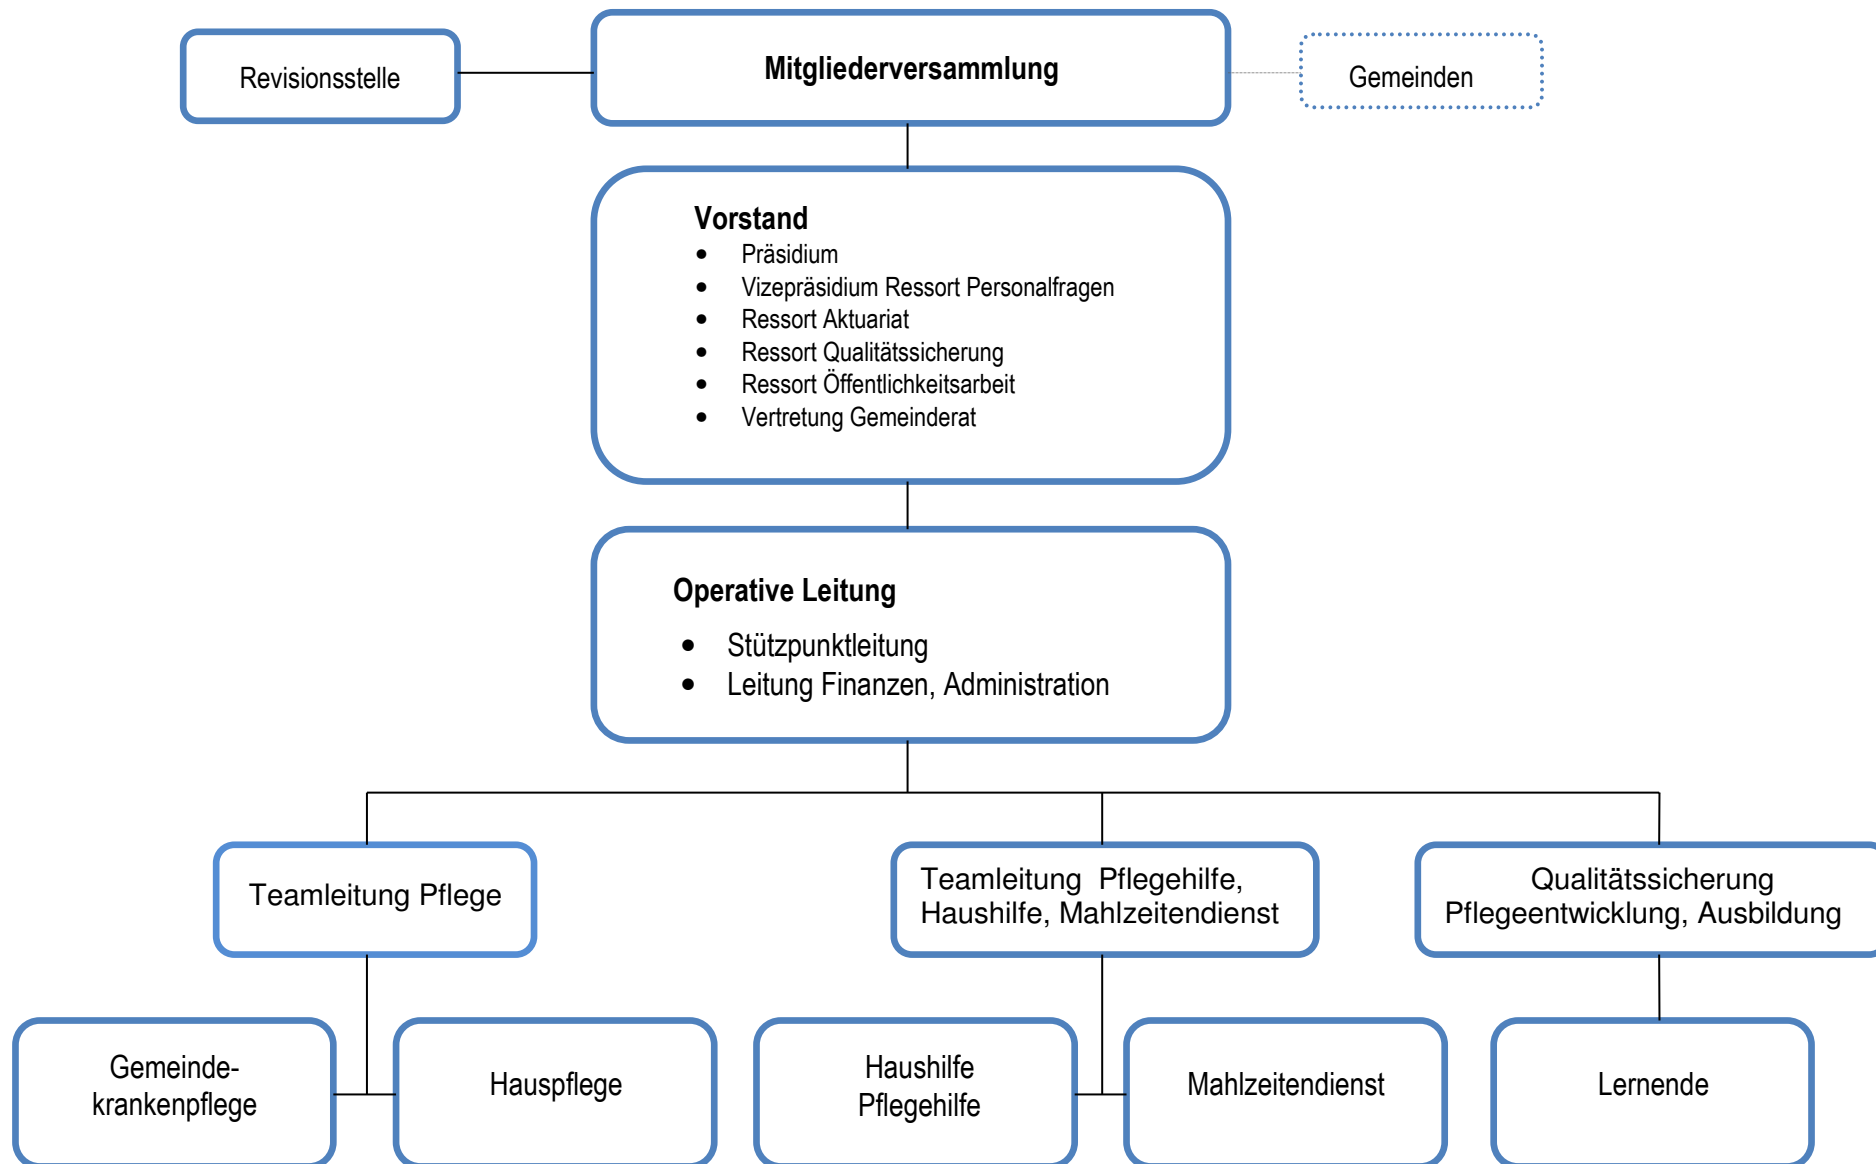 Revisionsstelle
Mitgliederversammlung
Gemeinden
Vorstand
• Präsidium
• Vizepräsidium Ressort Personalfragen
• Ressort Aktuariat
• Ressort Qualitätssicherung
• Ressort Öffentlichkeitsarbeit
• Vertretung Gemeinderat
Operative Leitung
• Stützpunktleitung
• Leitung Finanzen, Administration
Teamleitung Pflege
Teamleitung  Pflegehilfe,
Haushilfe, Mahlzeitendienst
Qualitätssicherung
Pflegeentwicklung, Ausbildung
Gemeinde-
krankenpflege
Hauspflege
Haushilfe
Pflegehilfe
Mahlzeitendienst
Lernende